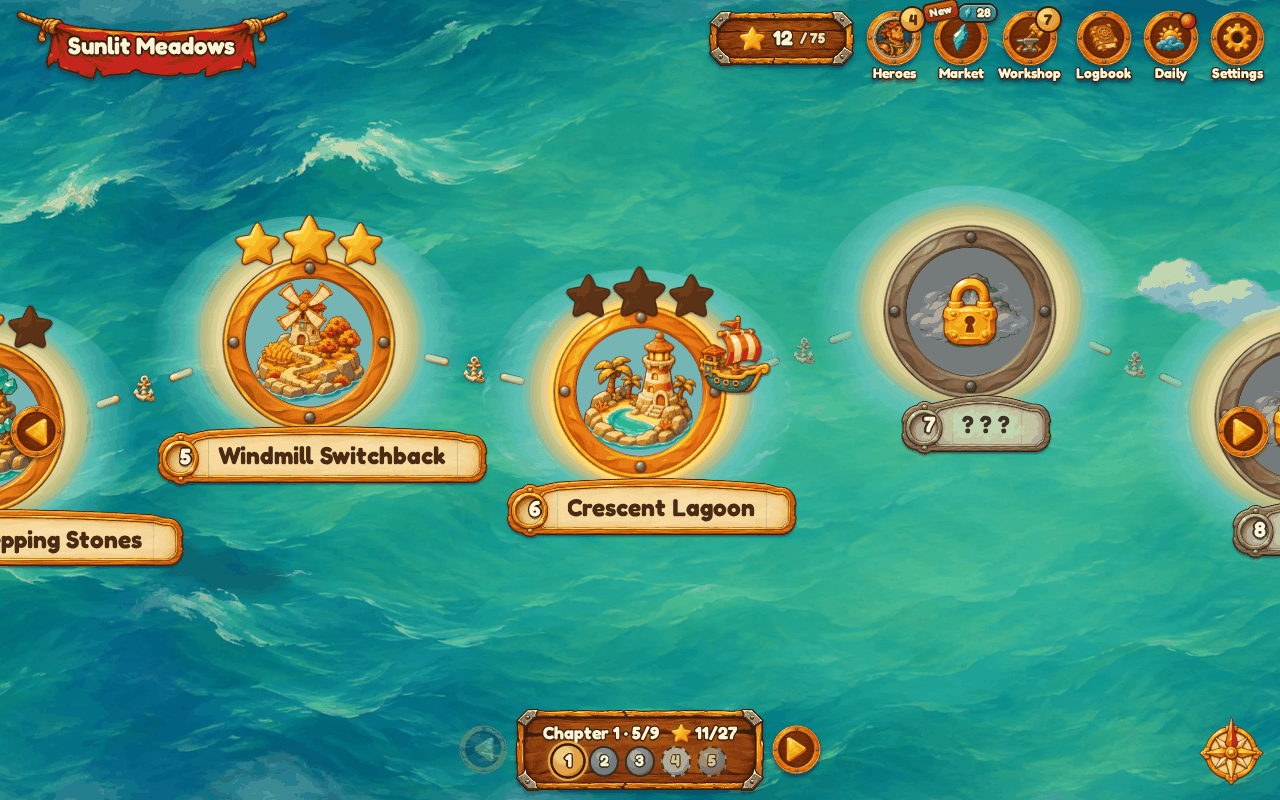 Sunlit Meadows
12 / 75
4
New
28
7
Heroes
Market
Workshop
Logbook
Daily
Settings
5
Windmill Switchback
6
Crescent Lagoon
7
? ? ?
8
pping Stones
Chapter 1 · 5/9 11/27
1 2 3 4 5